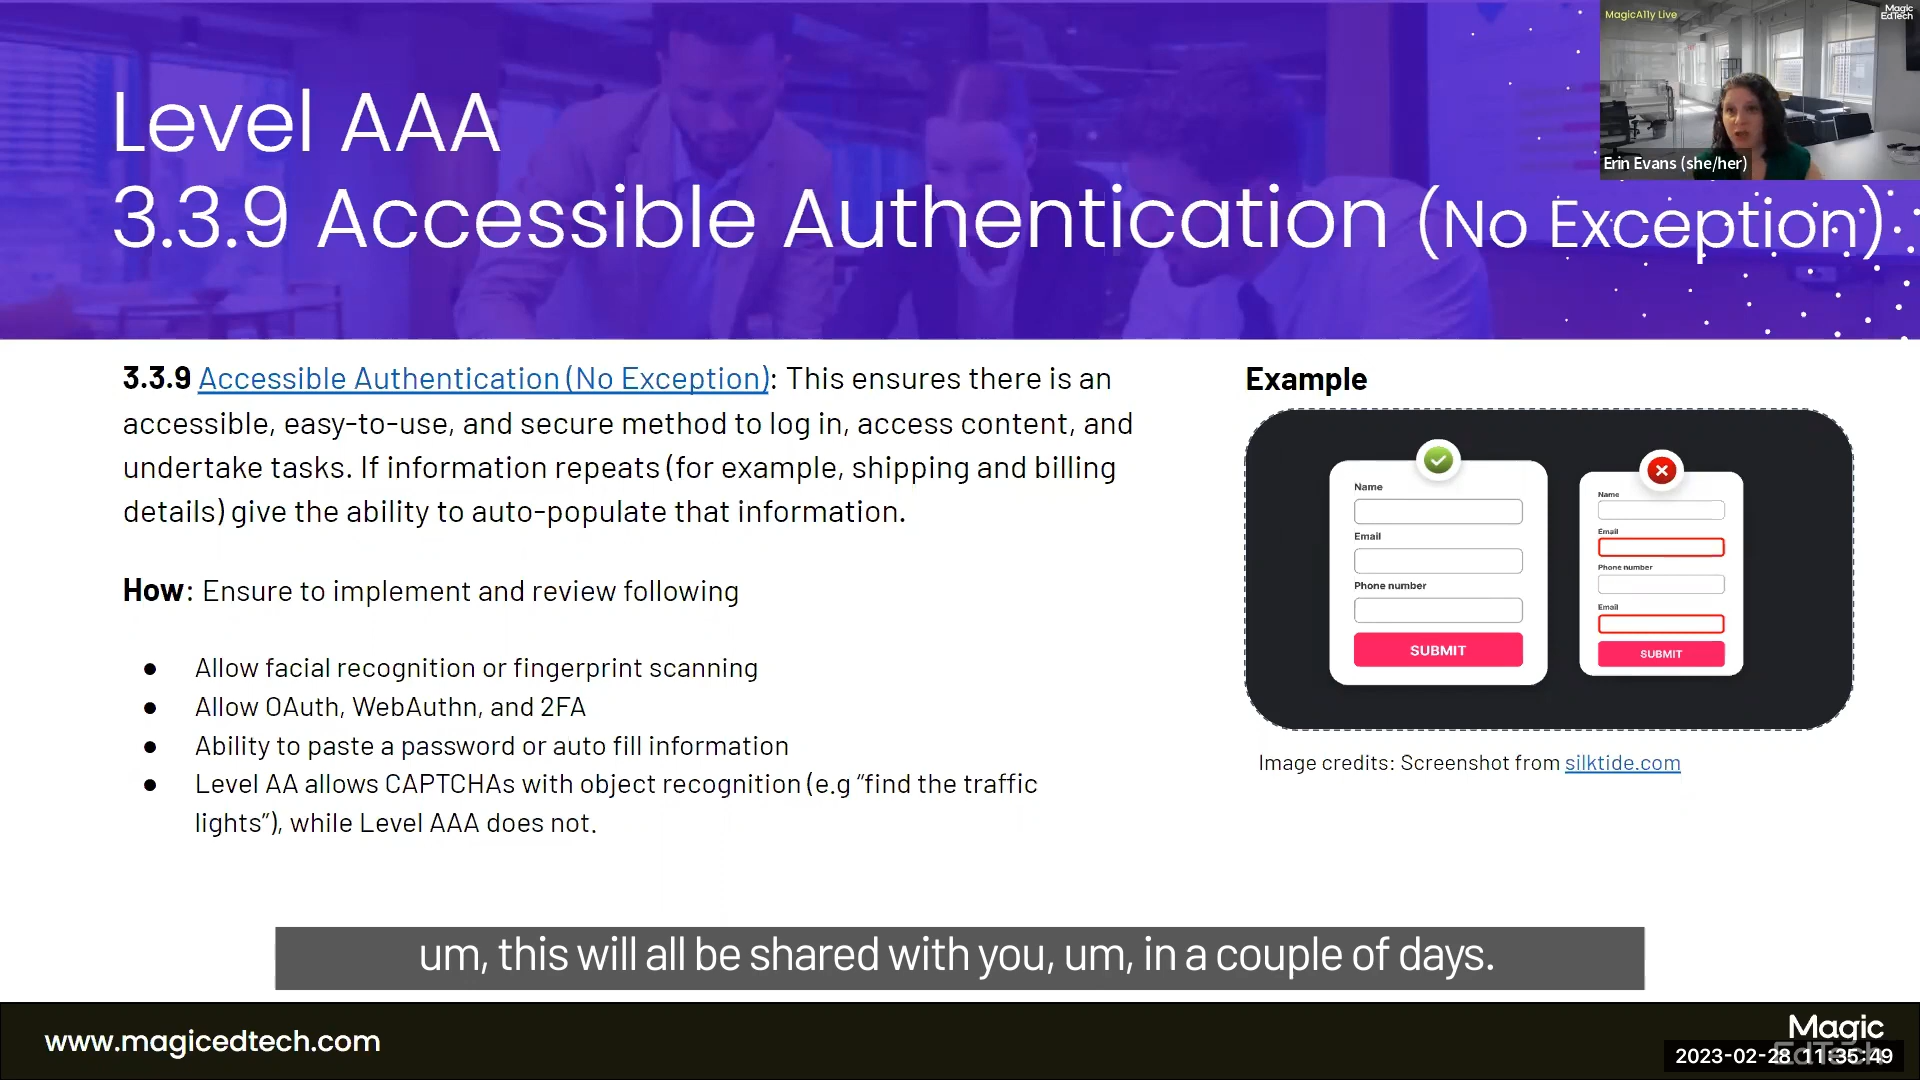 MagicA11y Live
Magic
EdTech
Erin Evans (she/her)
Level AAA
3.3.9 Accessible Authentication (No Exception)
3.3.9 Accessible Authentication (No Exception): This ensures there is an
accessible, easy-to-use, and secure method to log in, access content, and
undertake tasks. If information repeats (for example, shipping and billing
details) give the ability to auto-populate that information.
How: Ensure to implement and review following
● Allow facial recognition or fingerprint scanning
● Allow OAuth, WebAuthn, and 2FA
● Ability to paste a password or auto fill information
● Level AA allows CAPTCHAs with object recognition (e.g “find the traffic
lights”), while Level AAA does not.
Example
Name
Email
Phone number
SUBMIT
Name
Email
Phone number
Email
SUBMIT
Image credits: Screenshot from silktide.com
um, this will all be shared with you, um, in a couple of days.
www.magicedtech.com
Magic
EdTech
2023-02-28 11:35:49